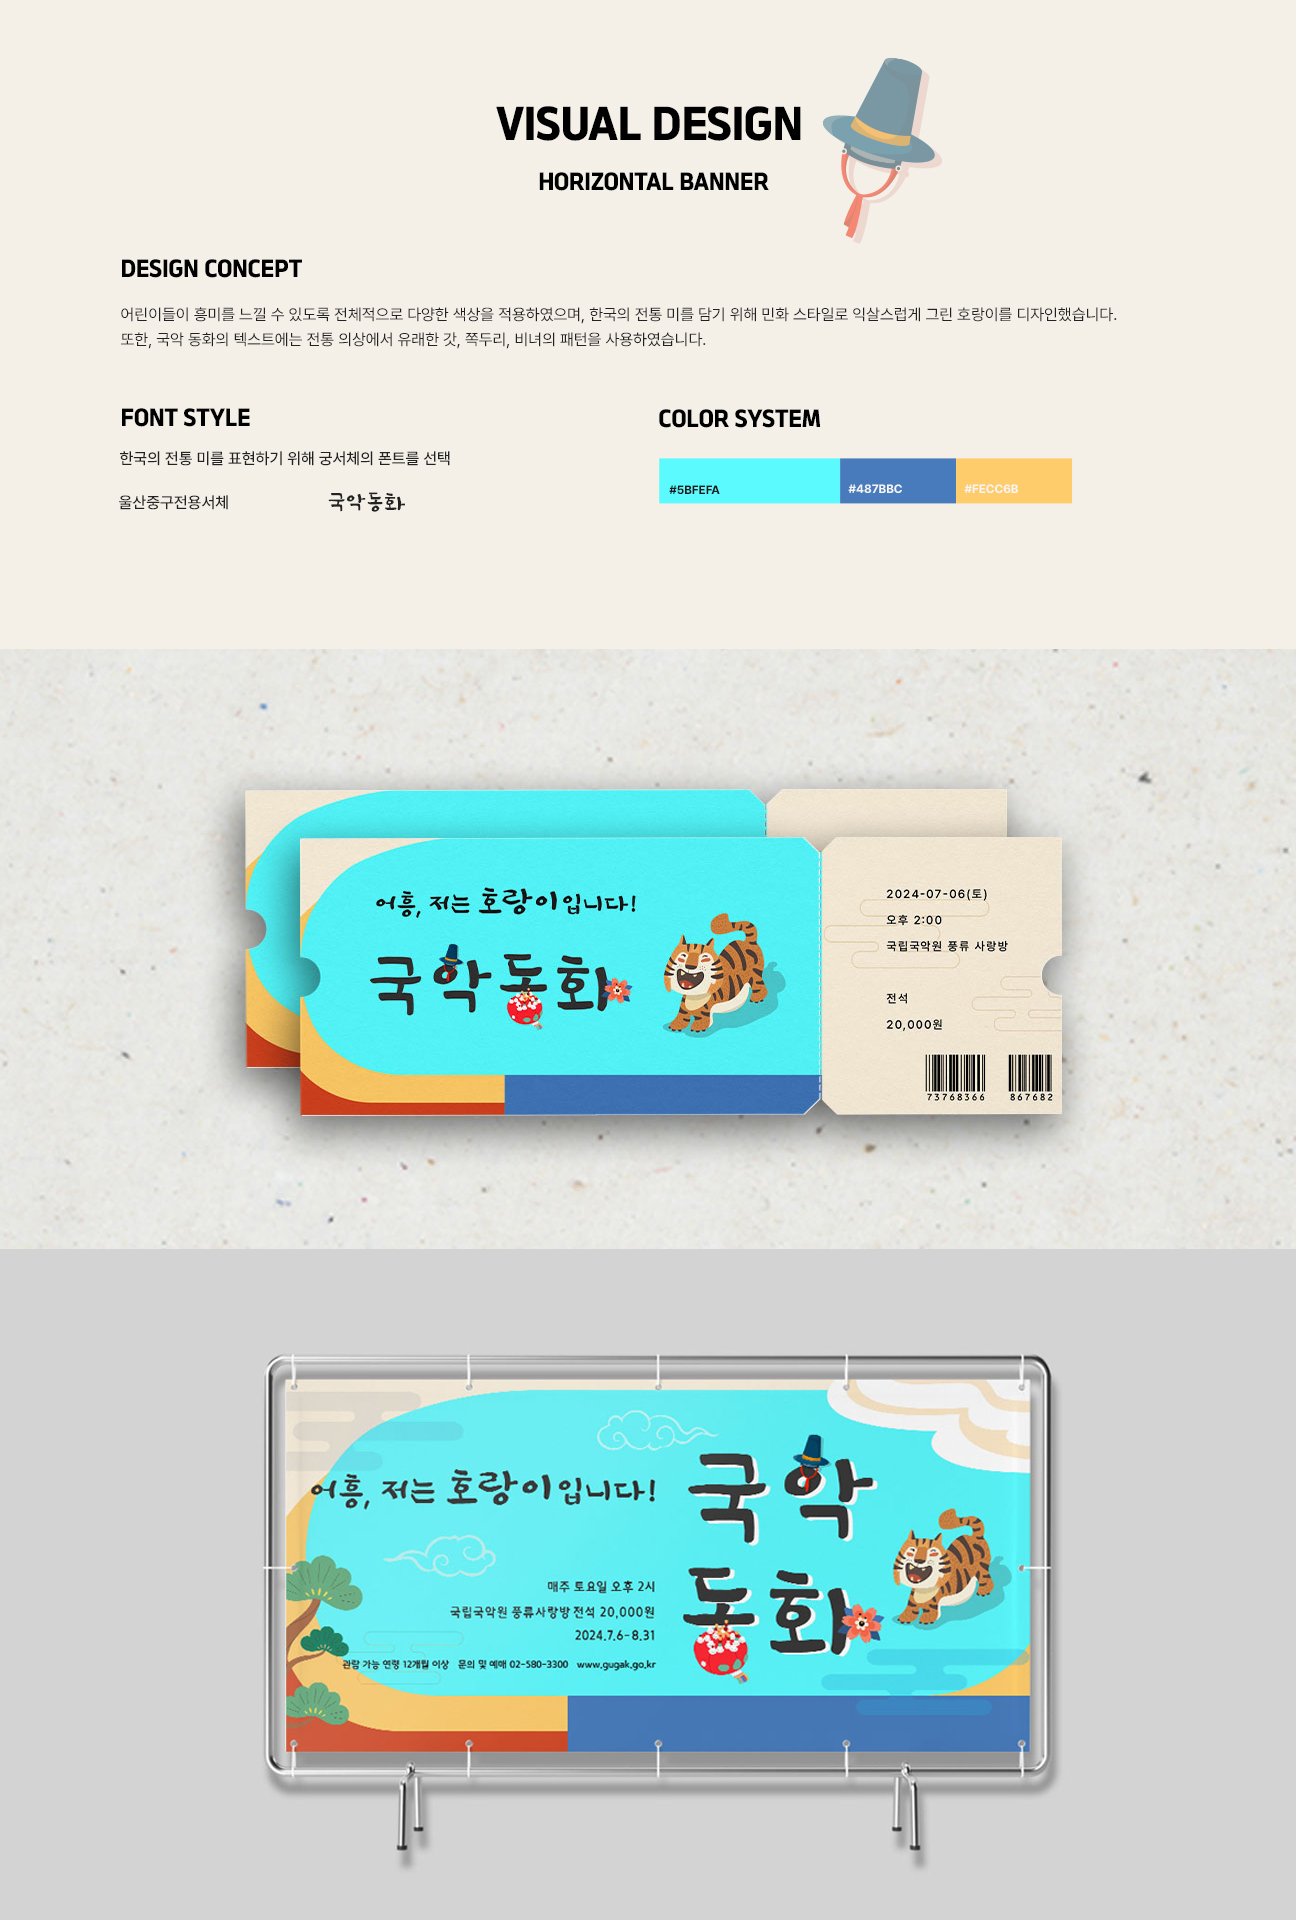 VISUAL DESIGN
HORIZONTAL BANNER
DESIGN CONCEPT
어린이들이 흥미를 느낄 수 있도록 전체적으로 다양한 색상을 적용하였으며, 한국의 전통 미를 담기 위해 민화 스타일로 익살스럽게 그린 호랑이를 디자인했습니다.
또한, 국악 동화의 텍스트에는 전통 의상에서 유래한 갓, 쪽두리, 비녀의 패턴을 사용하였습니다.
FONT STYLE
한국의 전통 미를 표현하기 위해 궁서체의 폰트를 선택
울산중구전용서체 국악동화
COLOR SYSTEM
#5BFEFA #487BBC #FECC6B
어흥, 저는 호랑이입니다!
국악동화
2024-07-06(토)
오후 2:00
국립국악원 풍류 사랑방
전석
20,000원
73768366 867682
어흥, 저는 호랑이입니다!
국악
동화
매주 토요일 오후 2시
국립국악원 풍류사랑방 전석 20,000원
2024.7.6-8.31
관람 가능 연령 12개월 이상 문의 및 예매 02-580-3300 www.gugak.go.kr